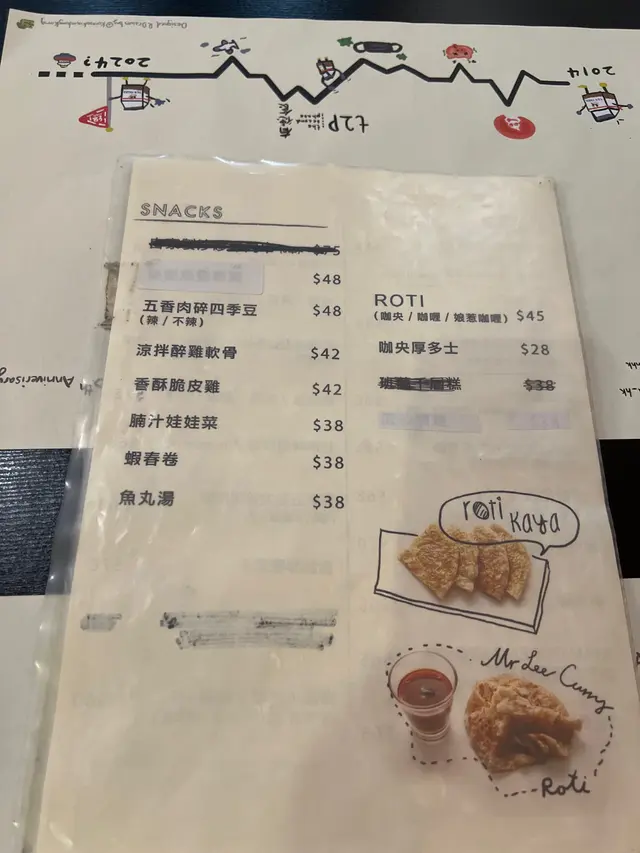 2024?
2014
t2P
SNACKS
$48
五香肉碎四季豆 $48
(辣 / 不辣)
涼拌醉雞軟骨 $42
香酥脆皮雞 $42
腩汁娃娃菜 $38
蝦春卷 $38
魚丸湯 $38
ROTI
(咖央 / 咖喱 / 娘惹咖喱) $45
咖央厚多士 $28
$38
roti Kaya
Mr Lee Curry
Roti